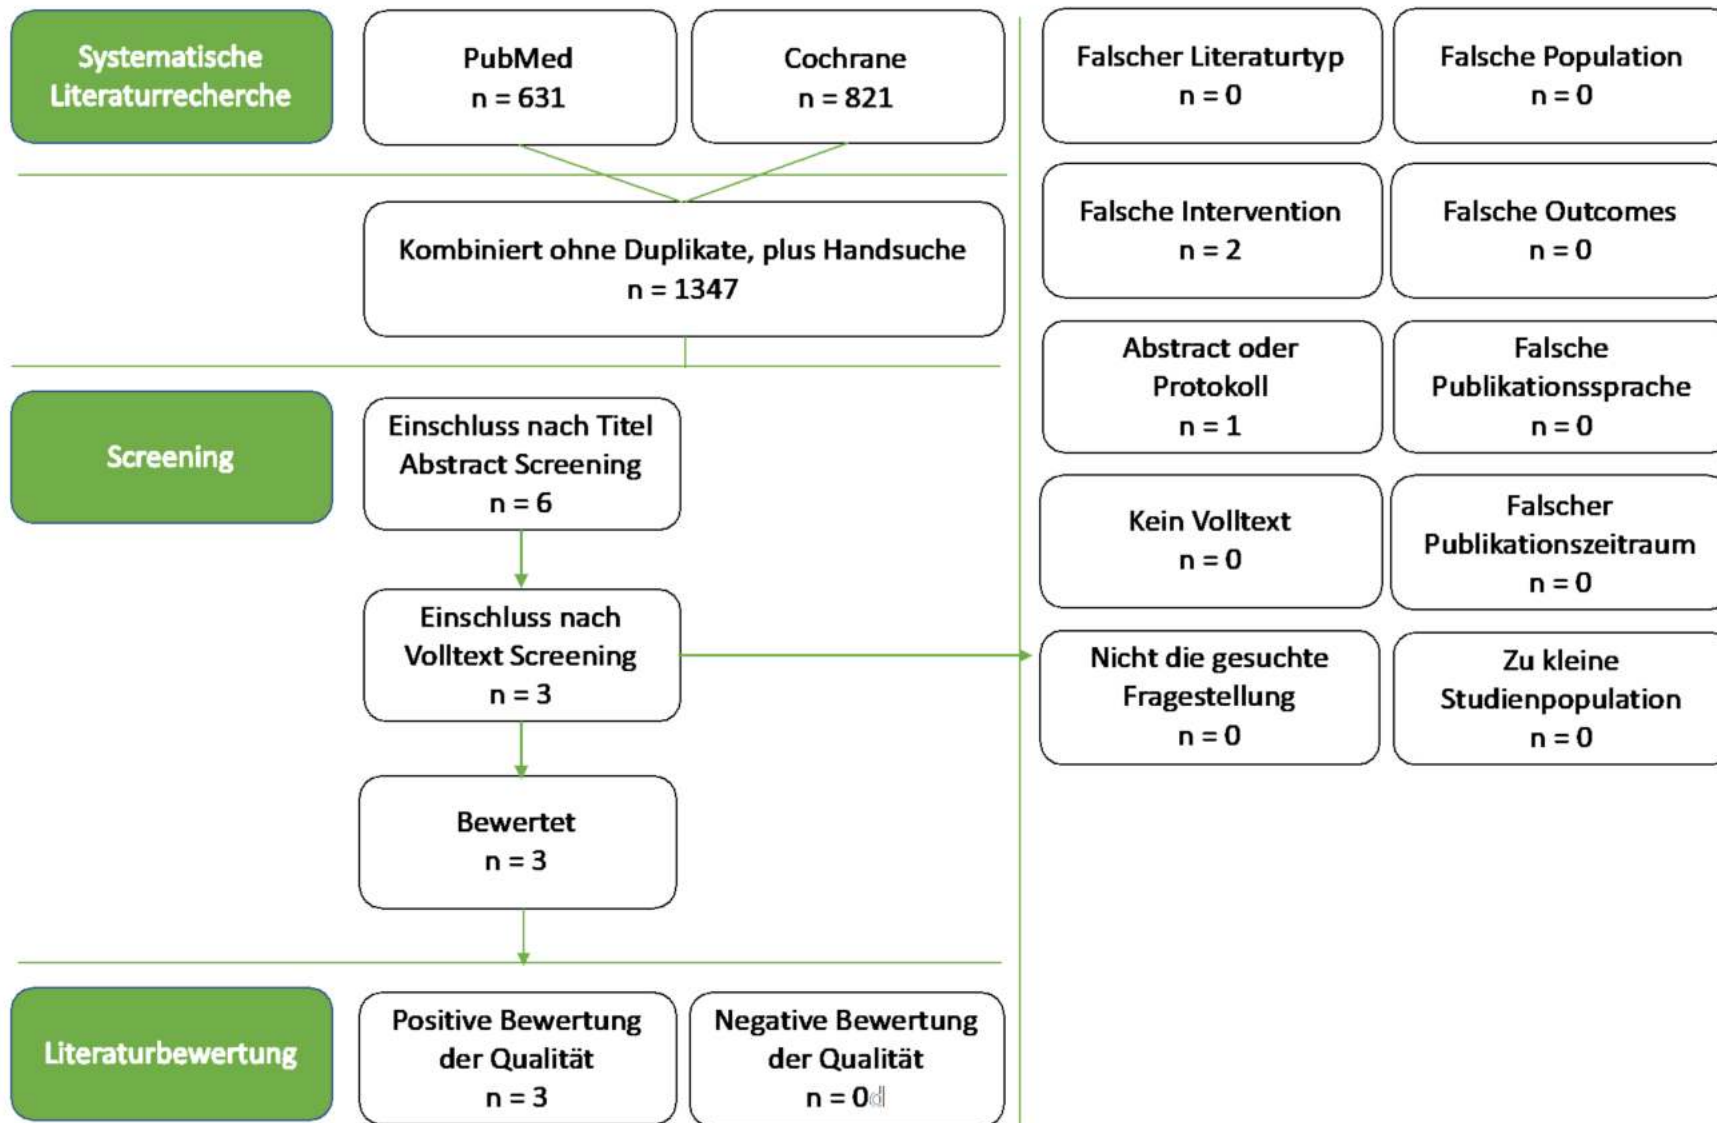 Systematische
Literaturrecherche
PubMed
n = 631
Cochrane
n = 821
Kombiniert ohne Duplikate, plus Handsuche
n = 1347
Screening
Einschluss nach Titel
Abstract Screening
n = 6
Einschluss nach
Volltext Screening
n = 3
Bewertet
n = 3
Literaturbewertung
Positive Bewertung
der Qualität
n = 3
Negative Bewertung
der Qualität
n = 0d
Falscher Literaturtyp
n = 0
Falsche Population
n = 0
Falsche Intervention
n = 2
Falsche Outcomes
n = 0
Abstract oder
Protokoll
n = 1
Falsche
Publikationssprache
n = 0
Kein Volltext
n = 0
Falscher
Publikationszeitraum
n = 0
Nicht die gesuchte
Fragestellung
n = 0
Zu kleine
Studienpopulation
n = 0